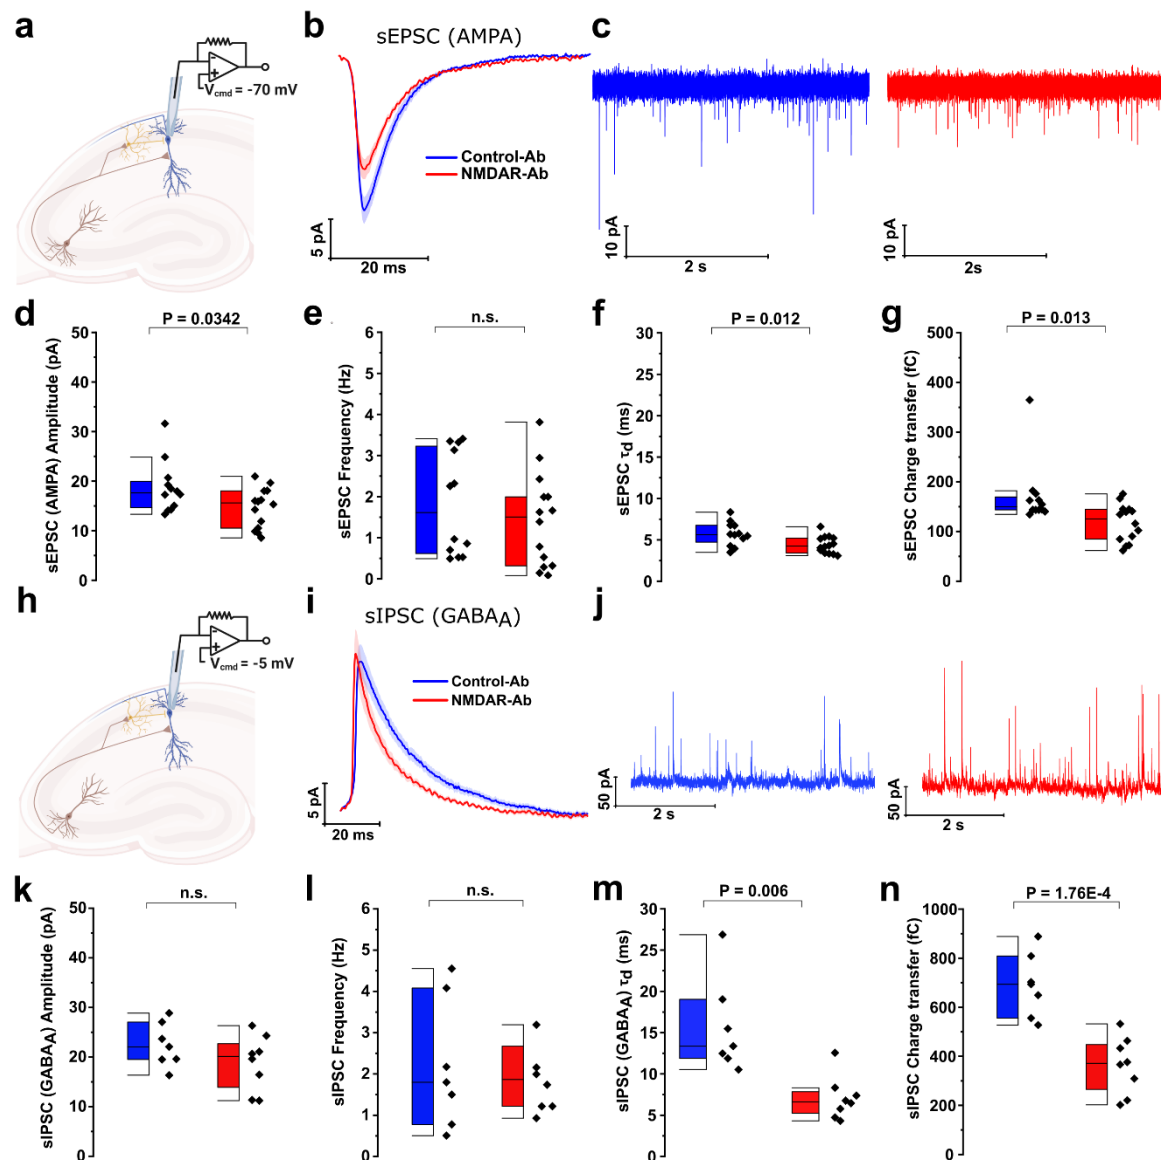 a
Vcmd = -70 mV
b
sEPSC (AMPA)
Control-Ab
NMDAR-Ab
5 pA
20 ms
c
10 pA
2 s
10 pA
2s
d
P = 0.0342
sEPSC (AMPA) Amplitude (pA)
50
40
30
20
10
0
e
n.s.
sEPSC Frequency (Hz)
6
5
4
3
2
1
0
f
P = 0.012
sEPSC τd (ms)
30
25
20
15
10
5
0
g
P = 0.013
sEPSC Charge transfer (fC)
500
400
300
200
100
0
h
Vcmd = -5 mV
i
sIPSC (GABAA)
Control-Ab
NMDAR-Ab
5 pA
20 ms
j
50 pA
2 s
50 pA
2 s
k
n.s.
sIPSC (GABAA) Amplitude (pA)
50
40
30
20
10
0
l
n.s.
sIPSC Frequency (Hz)
6
5
4
3
2
1
0
m
P = 0.006
sIPSC (GABAA) τd (ms)
30
25
20
15
10
5
0
n
P = 1.76E-4
sIPSC Charge transfer (fC)
1000
800
600
400
200
0